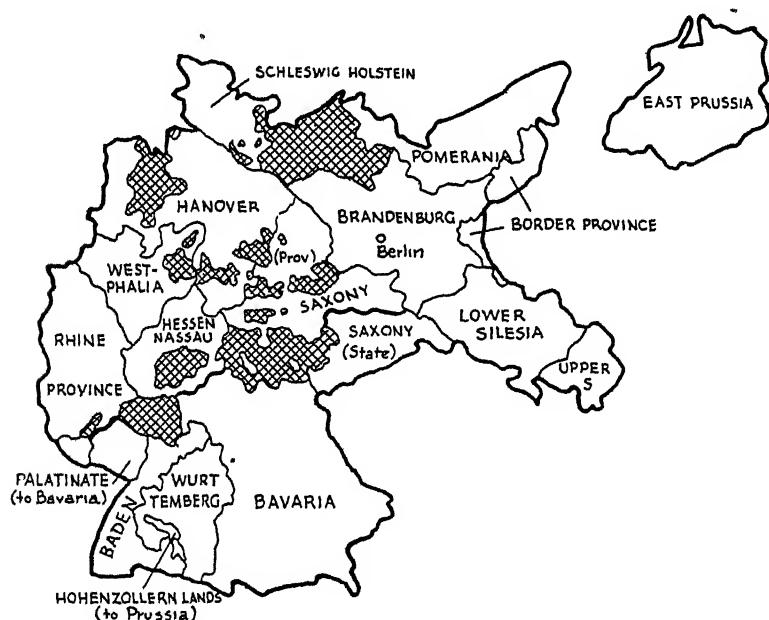 SCHLESWIG HOLSTEIN
EAST PRUSSIA
POMERANIA
HANOVER
BRANDENBURG
BORDER PROVINCE
Berlin
(Prov)
WEST-
PHALIA
SAXONY
HESSEN
NASSAU
SAXONY
(State)
LOWER
SILESIA
RHINE
PROVINCE
UPPER
S
PALATINATE
(to Bavaria)
WURT
TEMBERG
BAVARIA
BADEN
HOHENZOLLERN LANDS
(to Prussia)